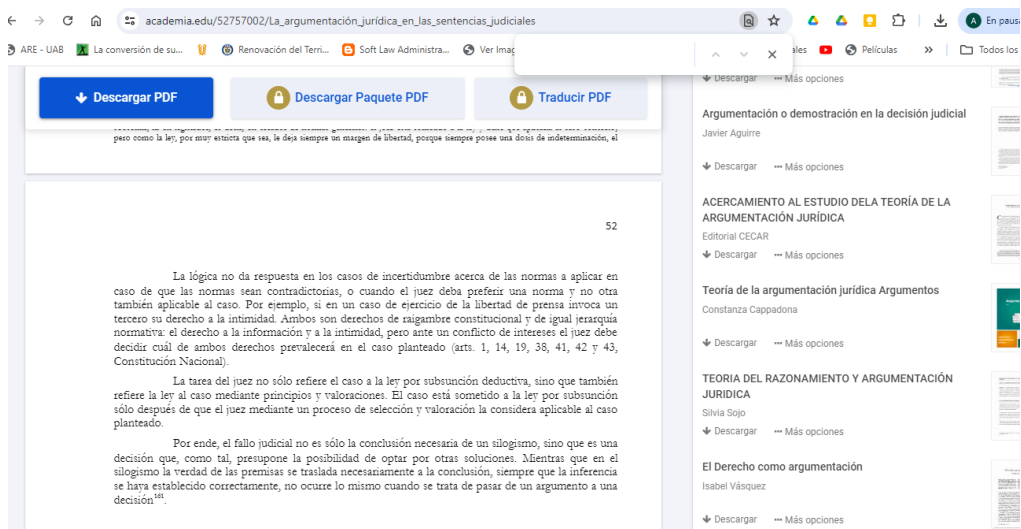 academia.edu/52757002/La_argumentación_jurídica_en_las_sentencias_judiciales
En pausa
ARE - UAB
La conversión de su...
Renovación del Terri...
Soft Law Administra...
Ver Imag
ales
Películas
»
Todos los
Descargar PDF
Descargar Paquete PDF
Traducir PDF
pero como la ley, por muy estricta que sea, le deja siempre un margen de libertad, porque siempre posee una dosis de indeterminación, el
52
La lógica no da respuesta en los casos de incertidumbre acerca de las normas a aplicar en
caso de que las normas sean contradictorias, o cuando el juez deba preferir una norma y no otra
también aplicable al caso. Por ejemplo, si en un caso de ejercicio de la libertad de prensa invoca un
tercero su derecho a la intimidad. Ambos son derechos de raigambre constitucional y de igual jerarquía
normativa: el derecho a la información y a la intimidad, pero ante un conflicto de intereses el juez debe
decidir cuál de ambos derechos prevalecerá en el caso planteado (arts. 1, 14, 19, 38, 41, 42 y 43,
Constitución Nacional).
La tarea del juez no sólo refiere el caso a la ley por subsunción deductiva, sino que también
refiere la ley al caso mediante principios y valoraciones. El caso está sometido a la ley por subsunción
sólo después de que el juez mediante un proceso de selección y valoración la considera aplicable al caso
planteado.
Por ende, el fallo judicial no es sólo la conclusión necesaria de un silogismo, sino que es una
decisión que, como tal, presupone la posibilidad de optar por otras soluciones. Mientras que en el
silogismo la verdad de las premisas se traslada necesariamente a la conclusión, siempre que la inferencia
se haya establecido correctamente, no ocurre lo mismo cuando se trata de pasar de un argumento a una
decisión161.
Descargar ••• Más opciones
Argumentación o demostración en la decisión judicial
Javier Aguirre
Descargar ••• Más opciones
ACERCAMIENTO AL ESTUDIO DELA TEORÍA DE LA
ARGUMENTACIÓN JURÍDICA
Editorial CECAR
Descargar ••• Más opciones
Teoría de la argumentación jurídica Argumentos
Constanza Cappadona
Descargar ••• Más opciones
TEORIA DEL RAZONAMIENTO Y ARGUMENTACIÓN
JURIDICA
Silvia Sojo
Descargar ••• Más opciones
El Derecho como argumentación
Isabel Vásquez
Descargar ••• Más opciones